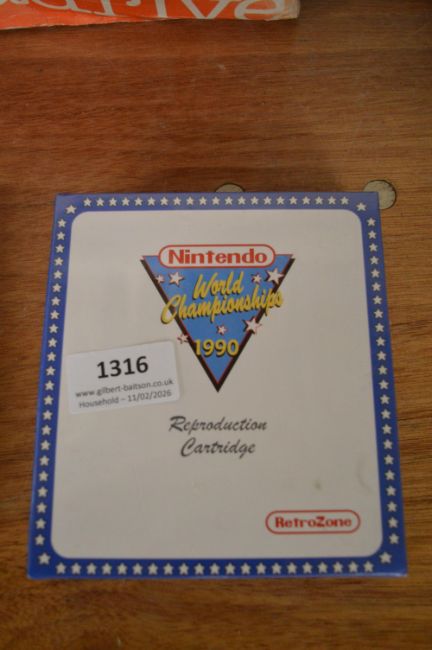 Nintendo
World
Championships
1990
1316
www.gilbert-baitson.co.uk
Household - 11/02/2026
Reproduction
Cartridge
RetroZone